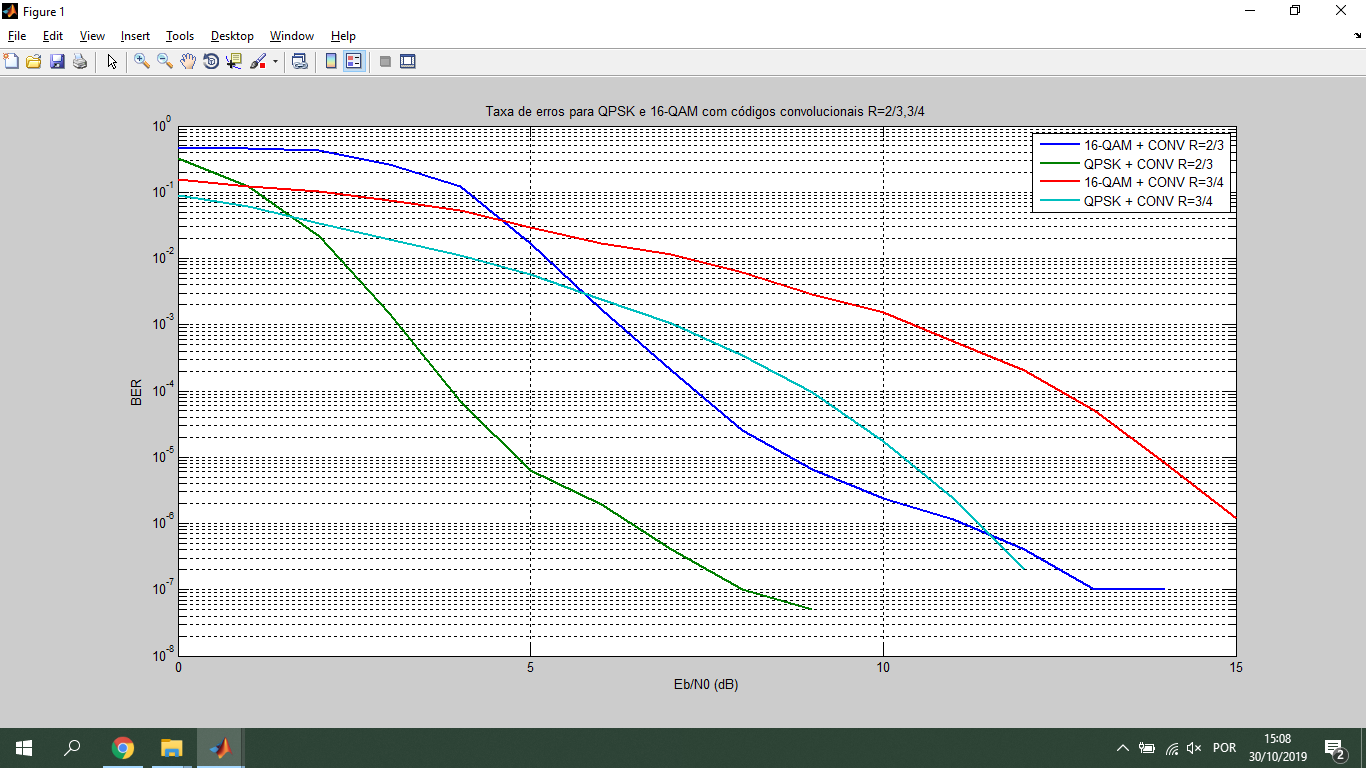 Figure 1
File Edit View Insert Tools Desktop Window Help
Taxa de erros para QPSK e 16-QAM com códigos convolucionais R=2/3,3/4
10^0
10^-1
10^-2
10^-3
10^-4
10^-5
10^-6
10^-7
10^-8
BER
16-QAM + CONV R=2/3
QPSK + CONV R=2/3
16-QAM + CONV R=3/4
QPSK + CONV R=3/4
0 5 10 15
Eb/N0 (dB)
POR
15:08
30/10/2019
2